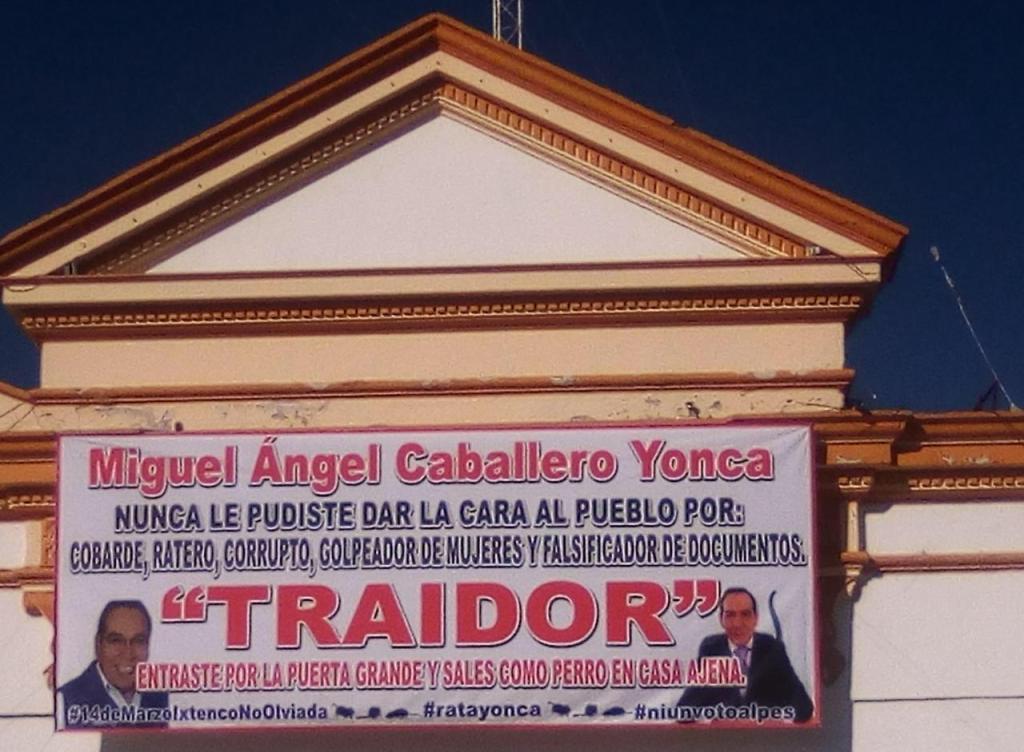 Miguel Ángel Caballero Yonca
NUNCA LE PUDISTE DAR LA CARA AL PUEBLO POR:
COBARDE, RATERO, CORRUPTO, GOLPEADOR DE MUJERES Y FALSIFICADOR DE DOCUMENTOS.
“TRAIDOR”
ENTRASTE POR LA PUERTA GRANDE Y SALES COMO PERRO EN CASA AJENA.
#14deMarzoIxtencoNoOlviada #ratayonca #niunvotoalpes